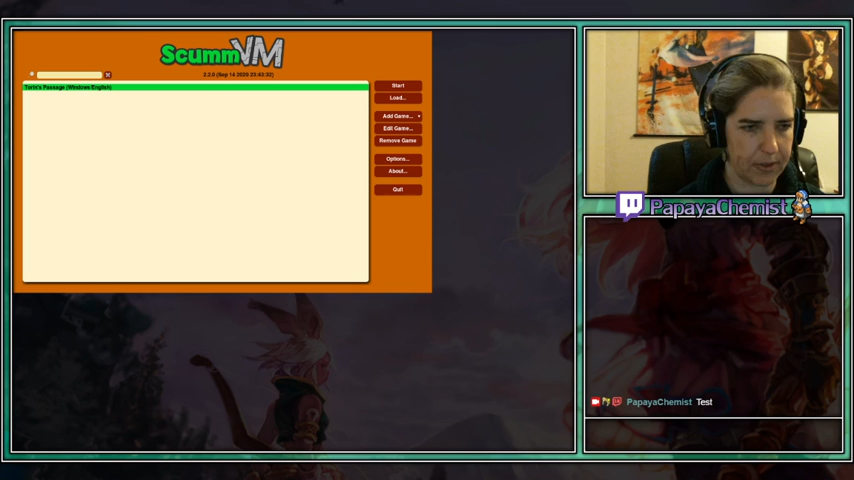 ScummVM
2.2.0 (Sep 14 2020 23:43:32)
Torin's Passage (Windows/English)
Start
Load...
Add Game...
Edit Game...
Remove Game
Options...
About...
Quit
PapayaChemist
PapayaChemist Test